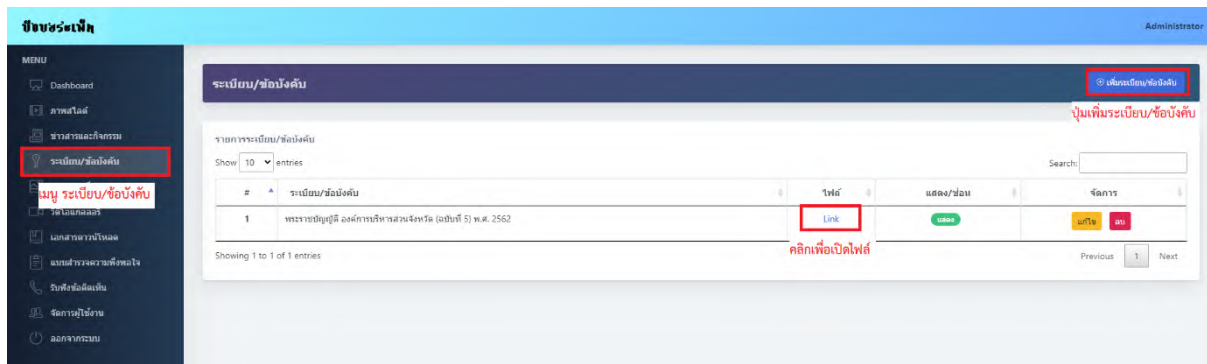 Administrator
MENU
Dashboard
ภาพสไลด์
ข่าวสารและกิจกรรม
ระเบียบ/ข้อบังคับ
เมนู ระเบียบ/ข้อบังคับ
วีดีโอแกลลอรี่
เอกสารดาวน์โหลด
แบบสำรวจความพึงพอใจ
รับฟังข้อคิดเห็น
จัดการผู้ใช้งาน
ออกจากระบบ
ระเบียบ/ข้อบังคับ
เพิ่มระเบียบ/ข้อบังคับ
ปุ่มเพิ่มระเบียบ/ข้อบังคับ
รายการระเบียบ/ข้อบังคับ
Show 10 entries
Search:
# ระเบียบ/ข้อบังคับ ไฟล์ แสดง/ซ่อน จัดการ
1 พระราชบัญญัติ องค์การบริหารส่วนจังหวัด (ฉบับที่ 5) พ.ศ. 2562 Link แสดง แก้ไข ลบ
คลิกเพื่อเปิดไฟล์
Showing 1 to 1 of 1 entries
Previous 1 Next